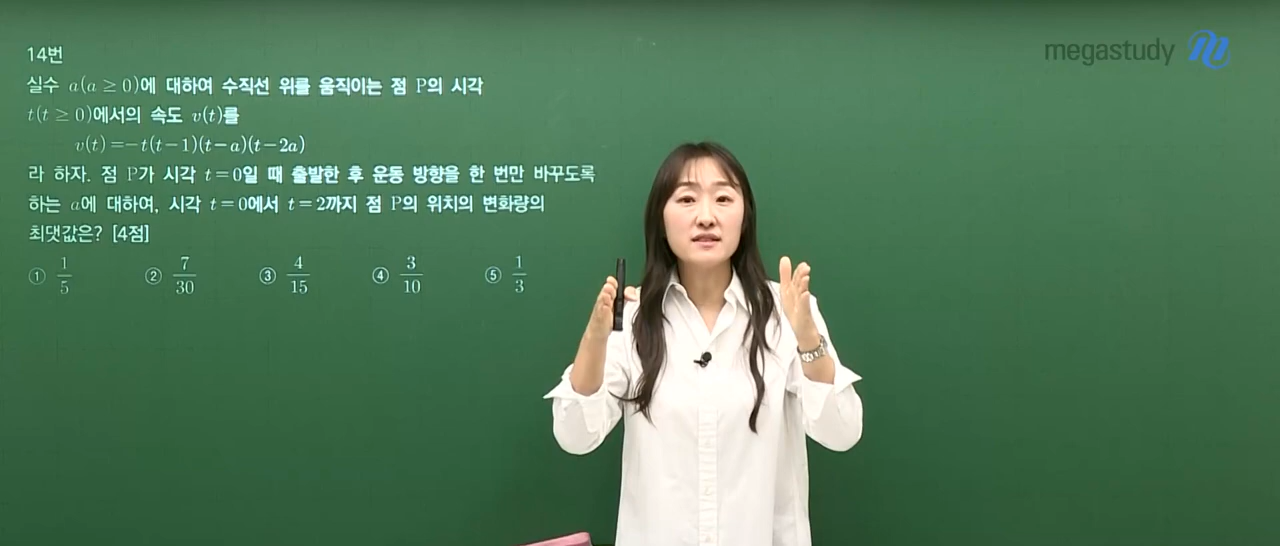 megastudy
14번
실수 a(a ≥ 0)에 대하여 수직선 위를 움직이는 점 P의 시각
t(t ≥ 0)에서의 속도 v(t)를
v(t)=-t(t-1)(t-a)(t-2a)
라 하자. 점 P가 시각 t=0일 때 출발한 후 운동 방향을 한 번만 바꾸도록
하는 a에 대하여, 시각 t=0에서 t=2까지 점 P의 위치의 변화량의
최댓값은? [4점]
① 1/5 ② 7/30 ③ 4/15 ④ 3/10 ⑤ 1/3